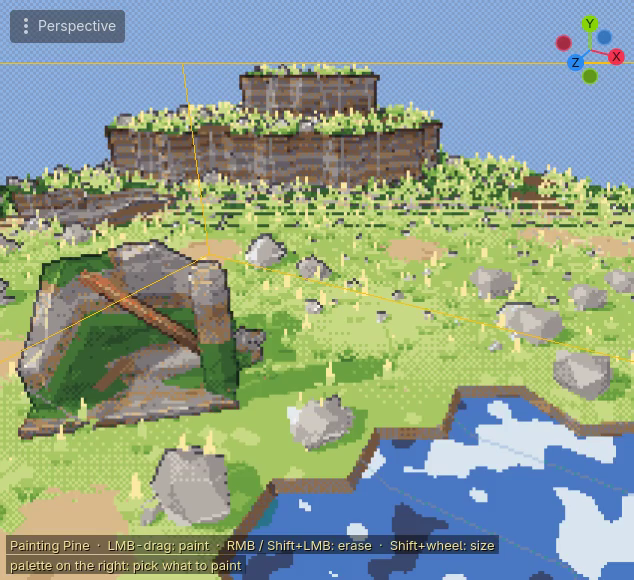 Perspective
Y
X
Z
Painting Pine · LMB-drag: paint · RMB / Shift+LMB: erase · Shift+wheel: size
palette on the right: pick what to paint